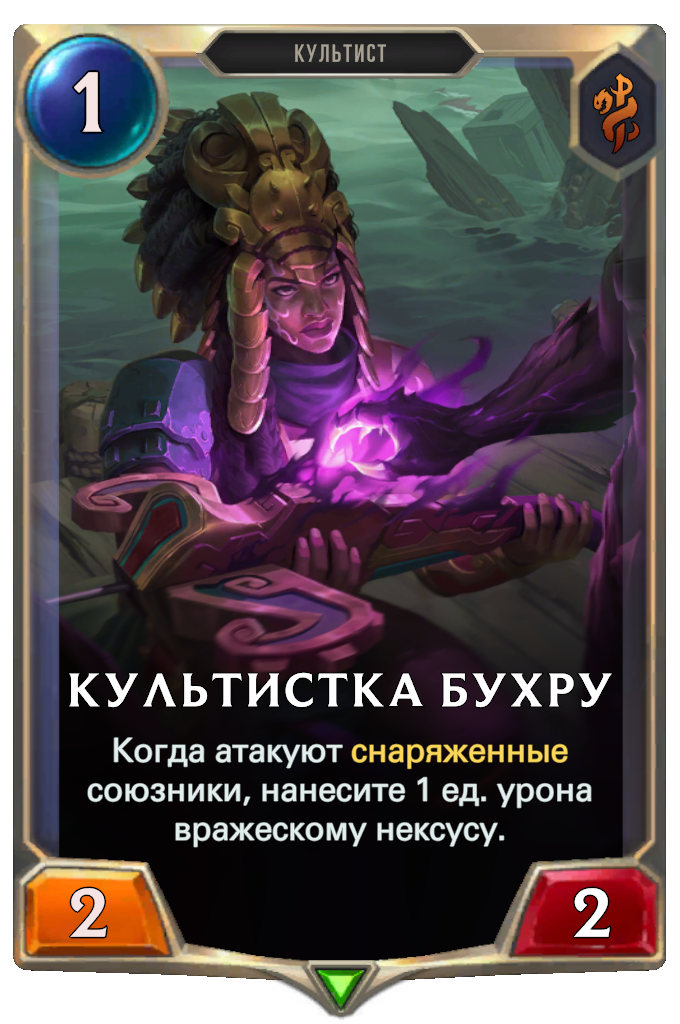 1
КУЛЬТИСТ
КУЛЬТИСТКА БУХРУ
Когда атакуют снаряженные
союзники, нанесите 1 ед. урона
вражескому нексусу.
2
2